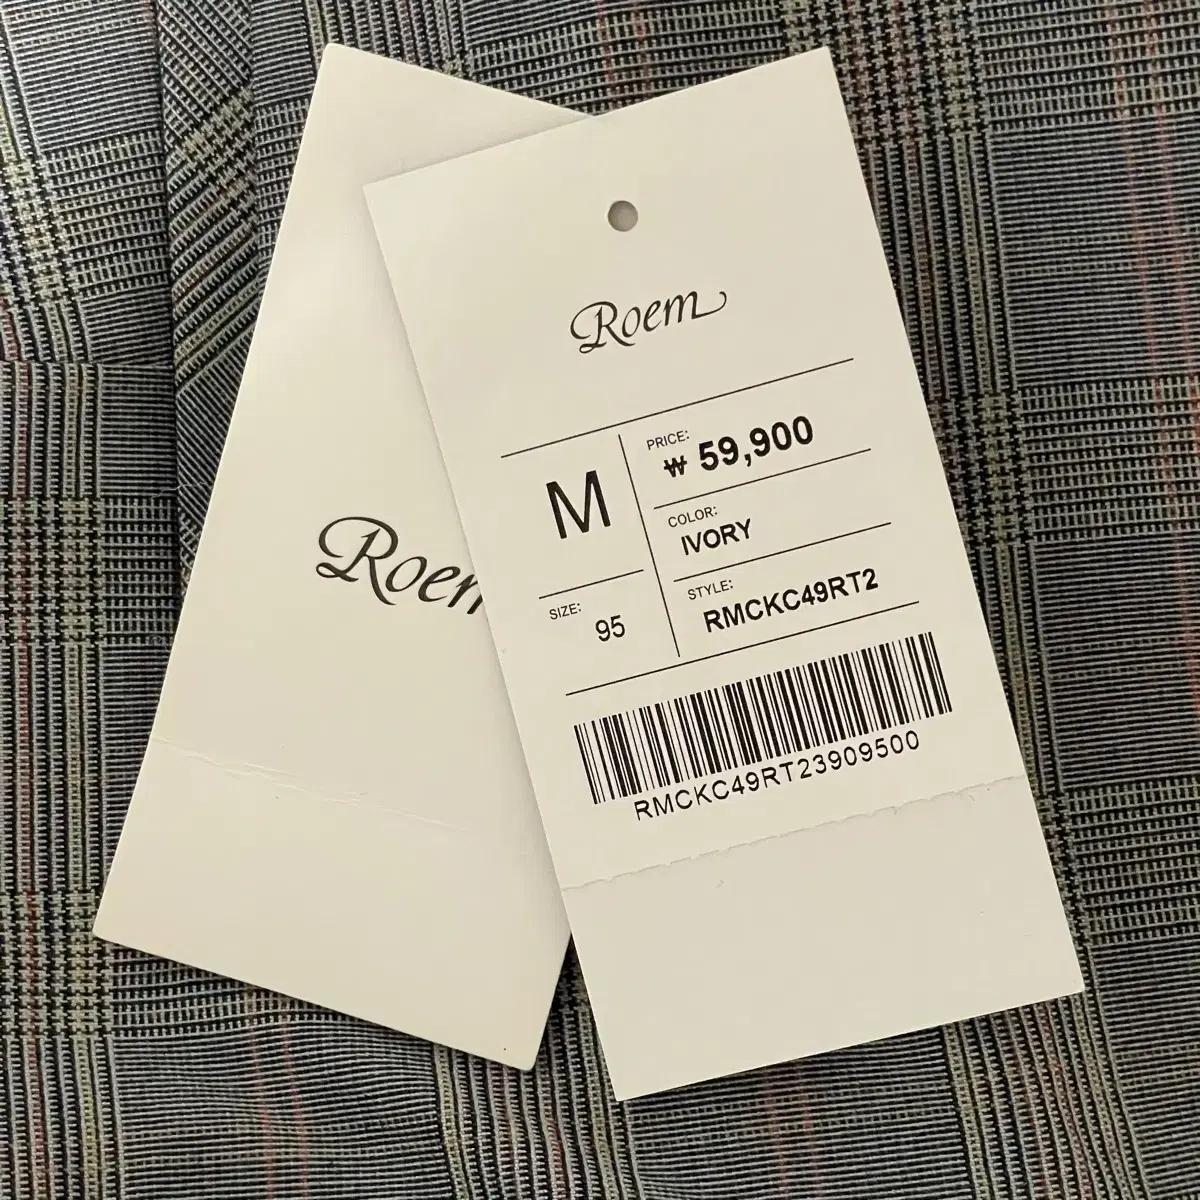 Roem
Roem
M
SIZE:
95
PRICE:
₩ 59,900
COLOR:
IVORY
STYLE:
RMCKC49RT2
RMCKC49RT23909500